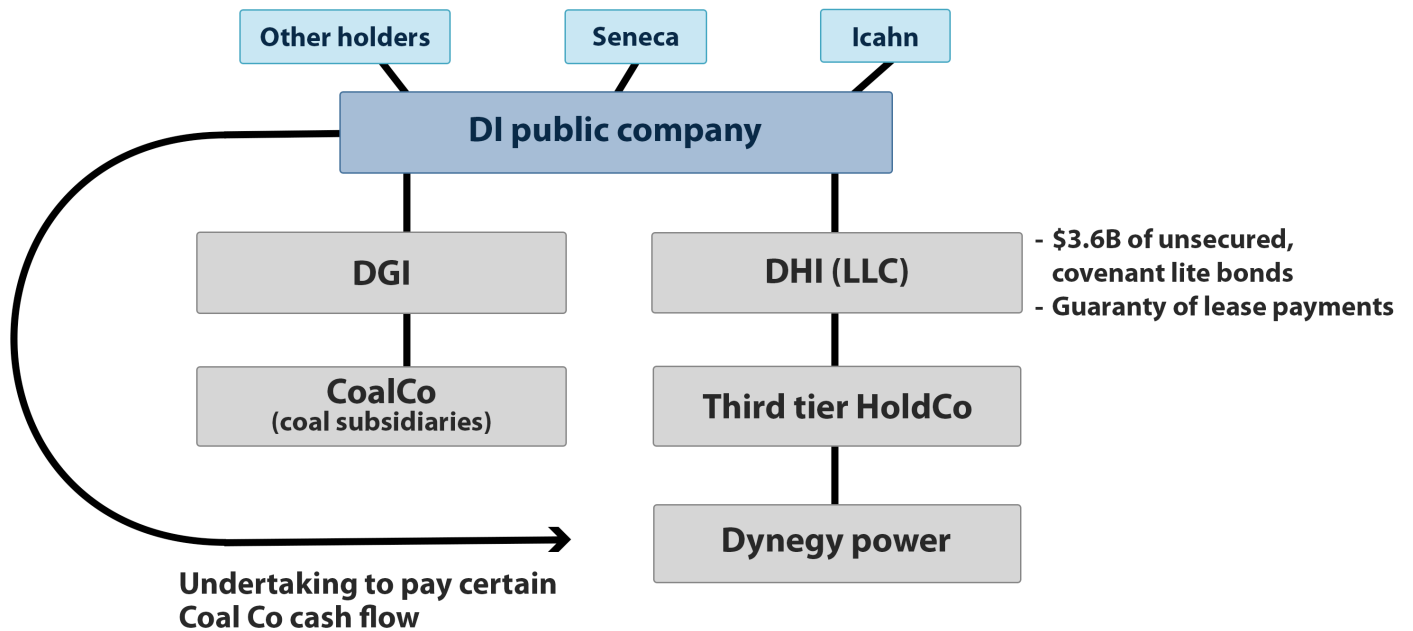 Other holders
Seneca
Icahn
DI public company
DGI
DHI (LLC)
- $3.6B of unsecured,
covenant lite bonds
- Guaranty of lease payments
CoalCo
(coal subsidiaries)
Third tier HoldCo
Dynegy power
Undertaking to pay certain
Coal Co cash flow